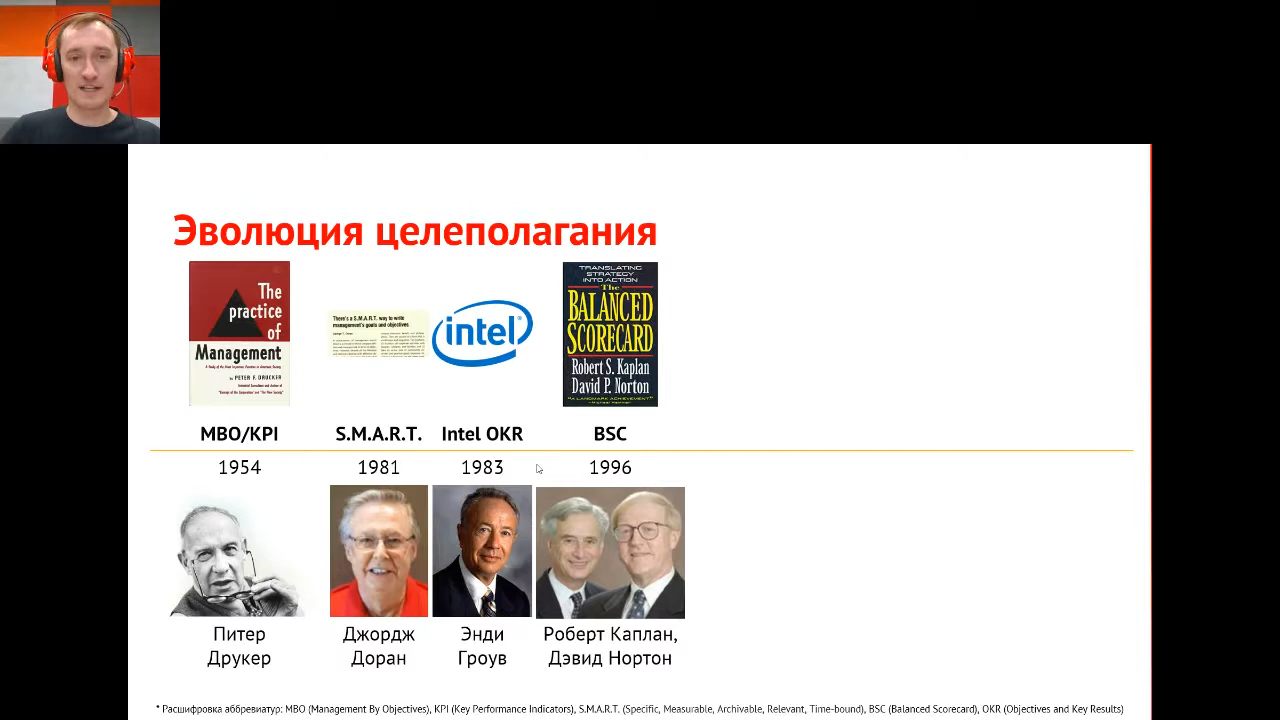 Эволюция целеполагания
The
practice
of
Management
By PETER F. DRUCKER
There's a S.M.A.R.T. way to write
management's goals and objectives
intel®
TRANSLATING
STRATEGY
INTO ACTION
The
BALANCED
SCORECARD
Robert S. Kaplan
David P. Norton
"A LANDMARK ACHIEVEMENT."
MBO/KPI
S.M.A.R.T.
Intel OKR
BSC
1954
1981
1983
1996
Питер
Друкер
Джордж
Доран
Энди
Гроув
Роберт Каплан,
Дэвид Нортон
* Расшифровка аббревиатур: MBO (Management By Objectives), KPI (Key Performance Indicators), S.M.A.R.T. (Specific, Measurable, Archivable, Relevant, Time-bound), BSC (Balanced Scorecard), OKR (Objectives and Key Results)